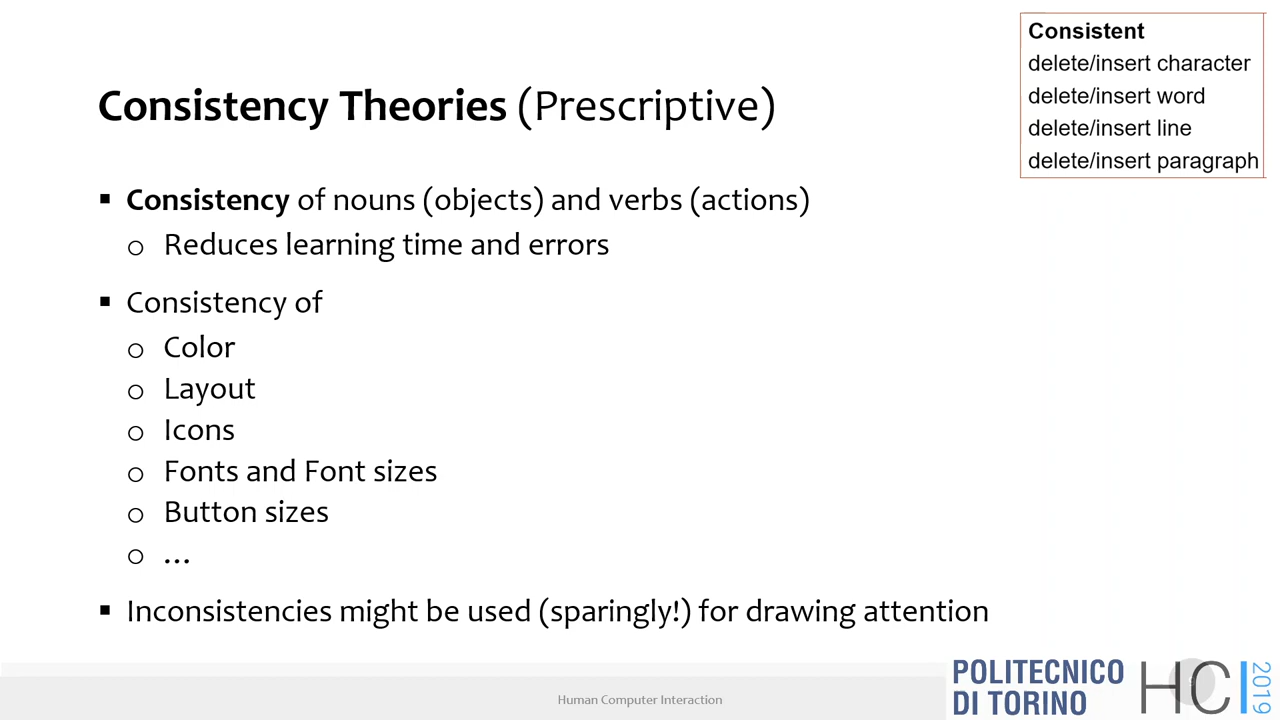 Consistent
delete/insert character
delete/insert word
delete/insert line
delete/insert paragraph
Consistency Theories (Prescriptive)
▪ Consistency of nouns (objects) and verbs (actions)
o Reduces learning time and errors
▪ Consistency of
o Color
o Layout
o Icons
o Fonts and Font sizes
o Button sizes
o ...
▪ Inconsistencies might be used (sparingly!) for drawing attention
Human Computer Interaction
POLITECNICO
DI TORINO
HCI
2019